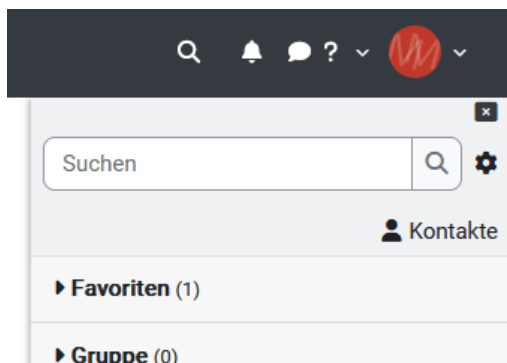 ?
Suchen
Kontakte
Favoriten (1)
Gruppe (0)